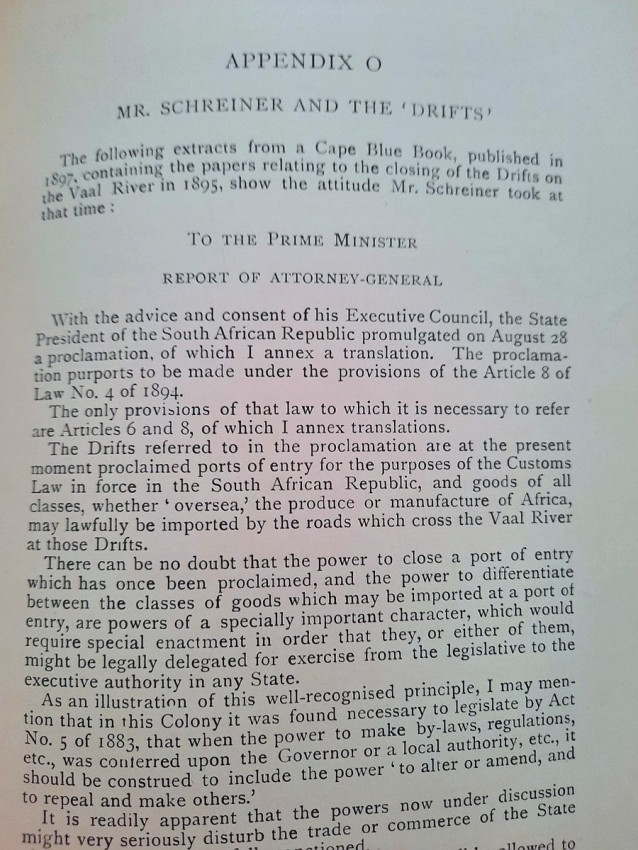 APPENDIX O
MR. SCHREINER AND THE ‘DRIFTS’
The following extracts from a Cape Blue Book, published in
1897, containing the papers relating to the closing of the Drifts on
the Vaal River in 1895, show the attitude Mr. Schreiner took at
that time :
TO THE PRIME MINISTER
REPORT OF ATTORNEY-GENERAL
With the advice and consent of his Executive Council, the State
President of the South African Republic promulgated on August 28
a proclamation, of which I annex a translation. The proclama-
tion purports to be made under the provisions of the Article 8 of
Law No. 4 of 1894.
The only provisions of that law to which it is necessary to refer
are Articles 6 and 8, of which I annex translations.
The Drifts referred to in the proclamation are at the present
moment proclaimed ports of entry for the purposes of the Customs
Law in force in the South African Republic, and goods of all
classes, whether ‘oversea,’ the produce or manufacture of Africa,
may lawfully be imported by the roads which cross the Vaal River
at those Drifts.
There can be no doubt that the power to close a port of entry
which has once been proclaimed, and the power to differentiate
between the classes of goods which may be imported at a port of
entry, are powers of a specially important character, which would
require special enactment in order that they, or either of them,
might be legally delegated for exercise from the legislative to the
executive authority in any State.
As an illustration of this well-recognised principle, I may men-
tion that in this Colony it was found necessary to legislate by Act
No. 5 of 1883, that when the power to make by-laws, regulations,
etc., was conferred upon the Governor or a local authority, etc., it
should be construed to include the power ‘to alter or amend, and
to repeal and make others.’
It is readily apparent that the powers now under discussion
might very seriously disturb the trade or commerce of the State
sanctioned.
allowed to